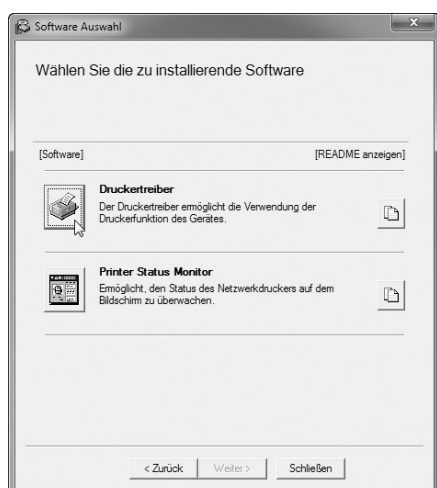 Software Auswahl
Wählen Sie die zu installierende Software
[Software] [README anzeigen]
Druckertreiber
Der Druckertreiber ermöglicht die Verwendung der
Druckerfunktion des Gerätes.
Printer Status Monitor
Ermöglicht, den Status des Netzwerkdruckers auf dem
Bildschirm zu überwachen.
< Zurück Weiter > Schließen